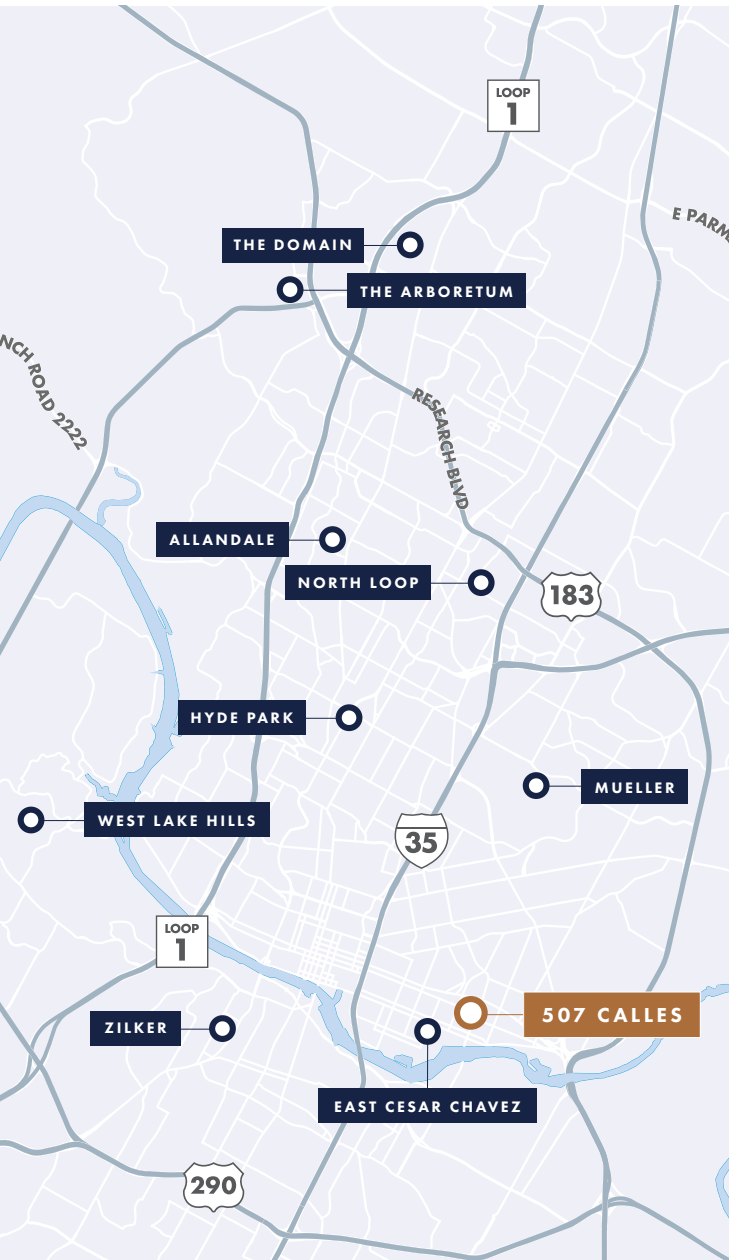 LOOP
1
E PARM
THE DOMAIN
THE ARBORETUM
NCH ROAD 2222
RESEARCH BLVD
ALLANDALE
NORTH LOOP
183
HYDE PARK
MUELLER
WEST LAKE HILLS
35
LOOP
1
507 CALLES
ZILKER
EAST CESAR CHAVEZ
290